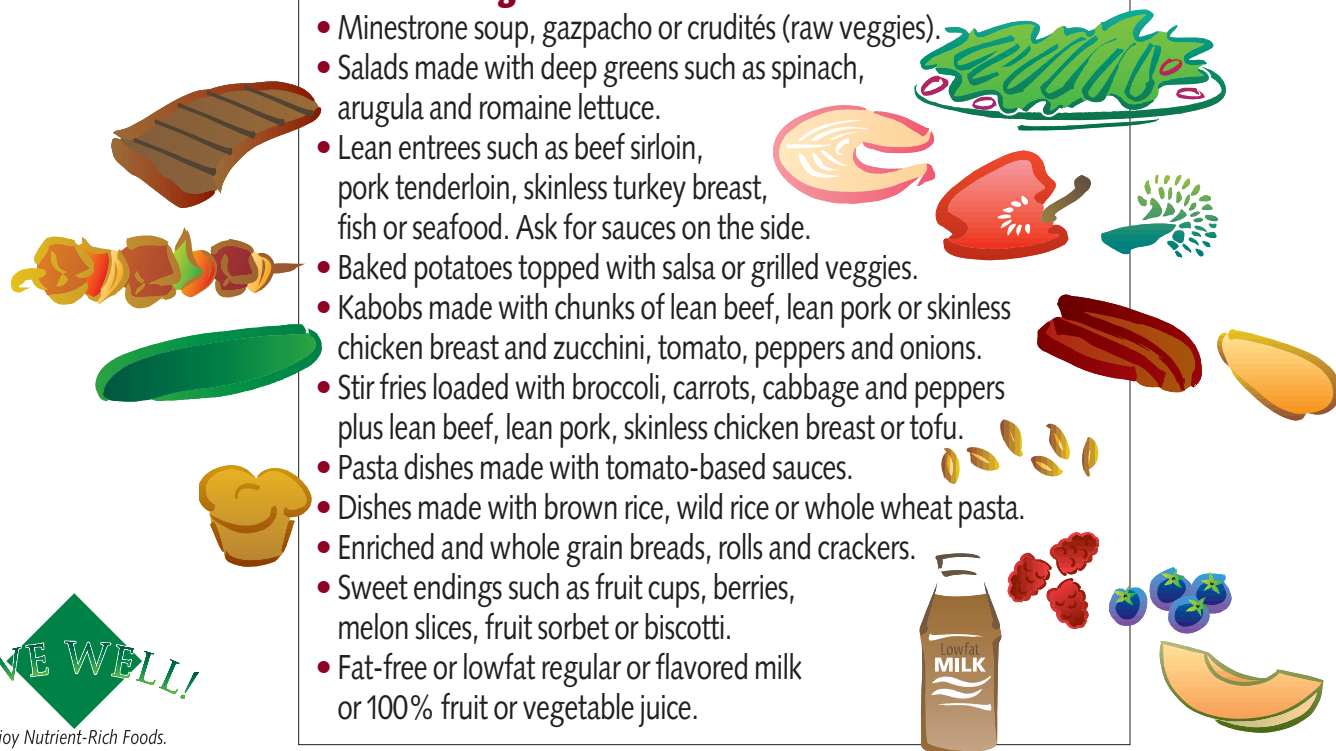 • Minestrone soup, gazpacho or crudités (raw veggies).
• Salads made with deep greens such as spinach,
arugula and romaine lettuce.
• Lean entrees such as beef sirloin,
pork tenderloin, skinless turkey breast,
fish or seafood. Ask for sauces on the side.
• Baked potatoes topped with salsa or grilled veggies.
• Kabobs made with chunks of lean beef, lean pork or skinless
chicken breast and zucchini, tomato, peppers and onions.
• Stir fries loaded with broccoli, carrots, cabbage and peppers
plus lean beef, lean pork, skinless chicken breast or tofu.
• Pasta dishes made with tomato-based sauces.
• Dishes made with brown rice, wild rice or whole wheat pasta.
• Enriched and whole grain breads, rolls and crackers.
• Sweet endings such as fruit cups, berries,
melon slices, fruit sorbet or biscotti.
• Fat-free or lowfat regular or flavored milk
or 100% fruit or vegetable juice.
Lowfat
MILK
VE WELL!
joy Nutrient-Rich Foods.